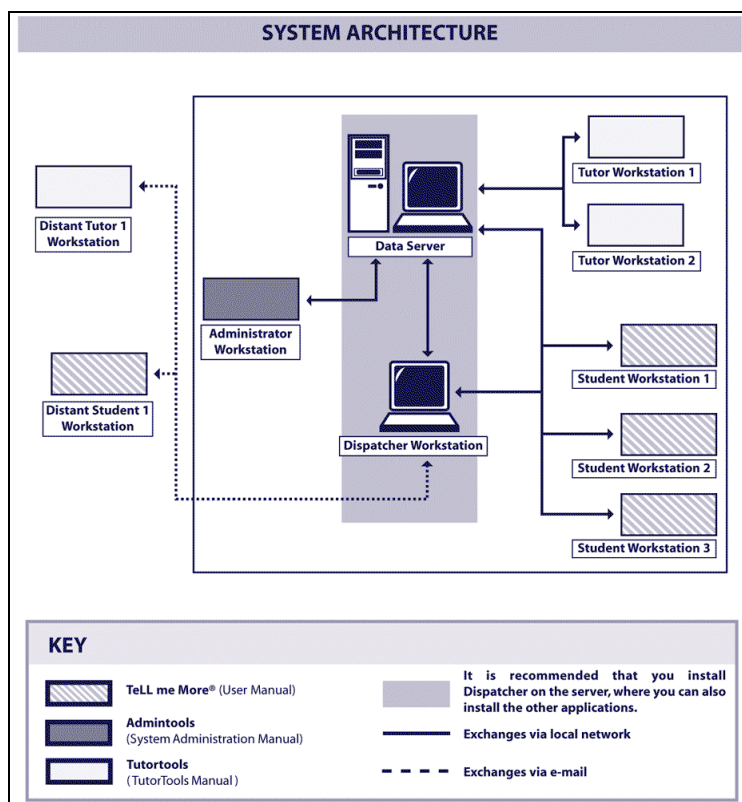 SYSTEM ARCHITECTURE
Tutor Workstation 1
Distant Tutor 1
Workstation
Data Server
Tutor Workstation 2
Administrator
Workstation
Student Workstation 1
Distant Student 1
Workstation
Dispatcher Workstation
Student Workstation 2
Student Workstation 3
KEY
TeLL me More® (User Manual)
Admintools
(System Administration Manual)
Tutortools
(TutorTools Manual )
It is recommended that you install
Dispatcher on the server, where you can also
install the other applications.
Exchanges via local network
Exchanges via e-mail